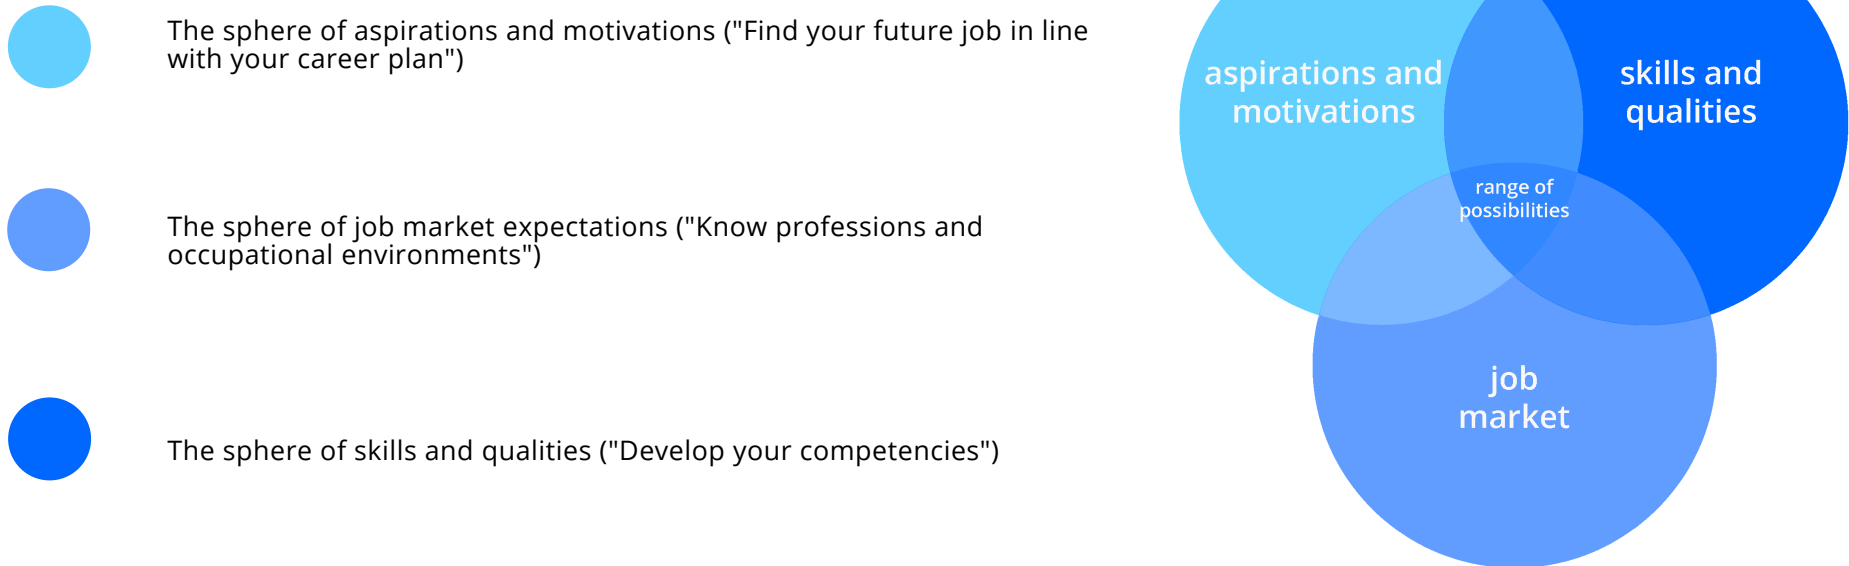 The sphere of aspirations and motivations ("Find your future job in line
with your career plan")
The sphere of job market expectations ("Know professions and
occupational environments")
The sphere of skills and qualities ("Develop your competencies")
aspirations and
motivations
skills and
qualities
range of
possibilities
job
market